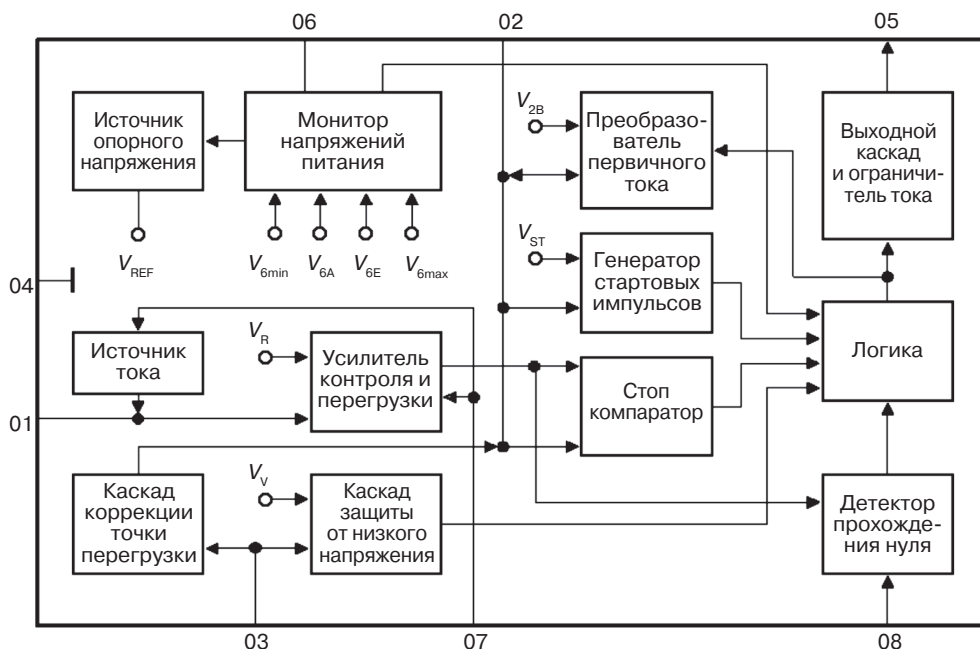 06
02
05
Источник
опорного
напряжения
Монитор
напряжений
питания
V2B
Преобразо-
ватель
первичного
тока
Выходной
каскад
и ограничи-
тель тока
VREF
V6min
V6A
V6E
V6max
VST
Генератор
стартовых
импульсов
04
Источник
тока
VR
Усилитель
контроля и
перегрузки
Стоп
компаратор
Логика
01
Каскад
коррекции
точки
перегрузки
VV
Каскад
защиты
от низкого
напряжения
Детектор
прохожде-
ния нуля
03
07
08